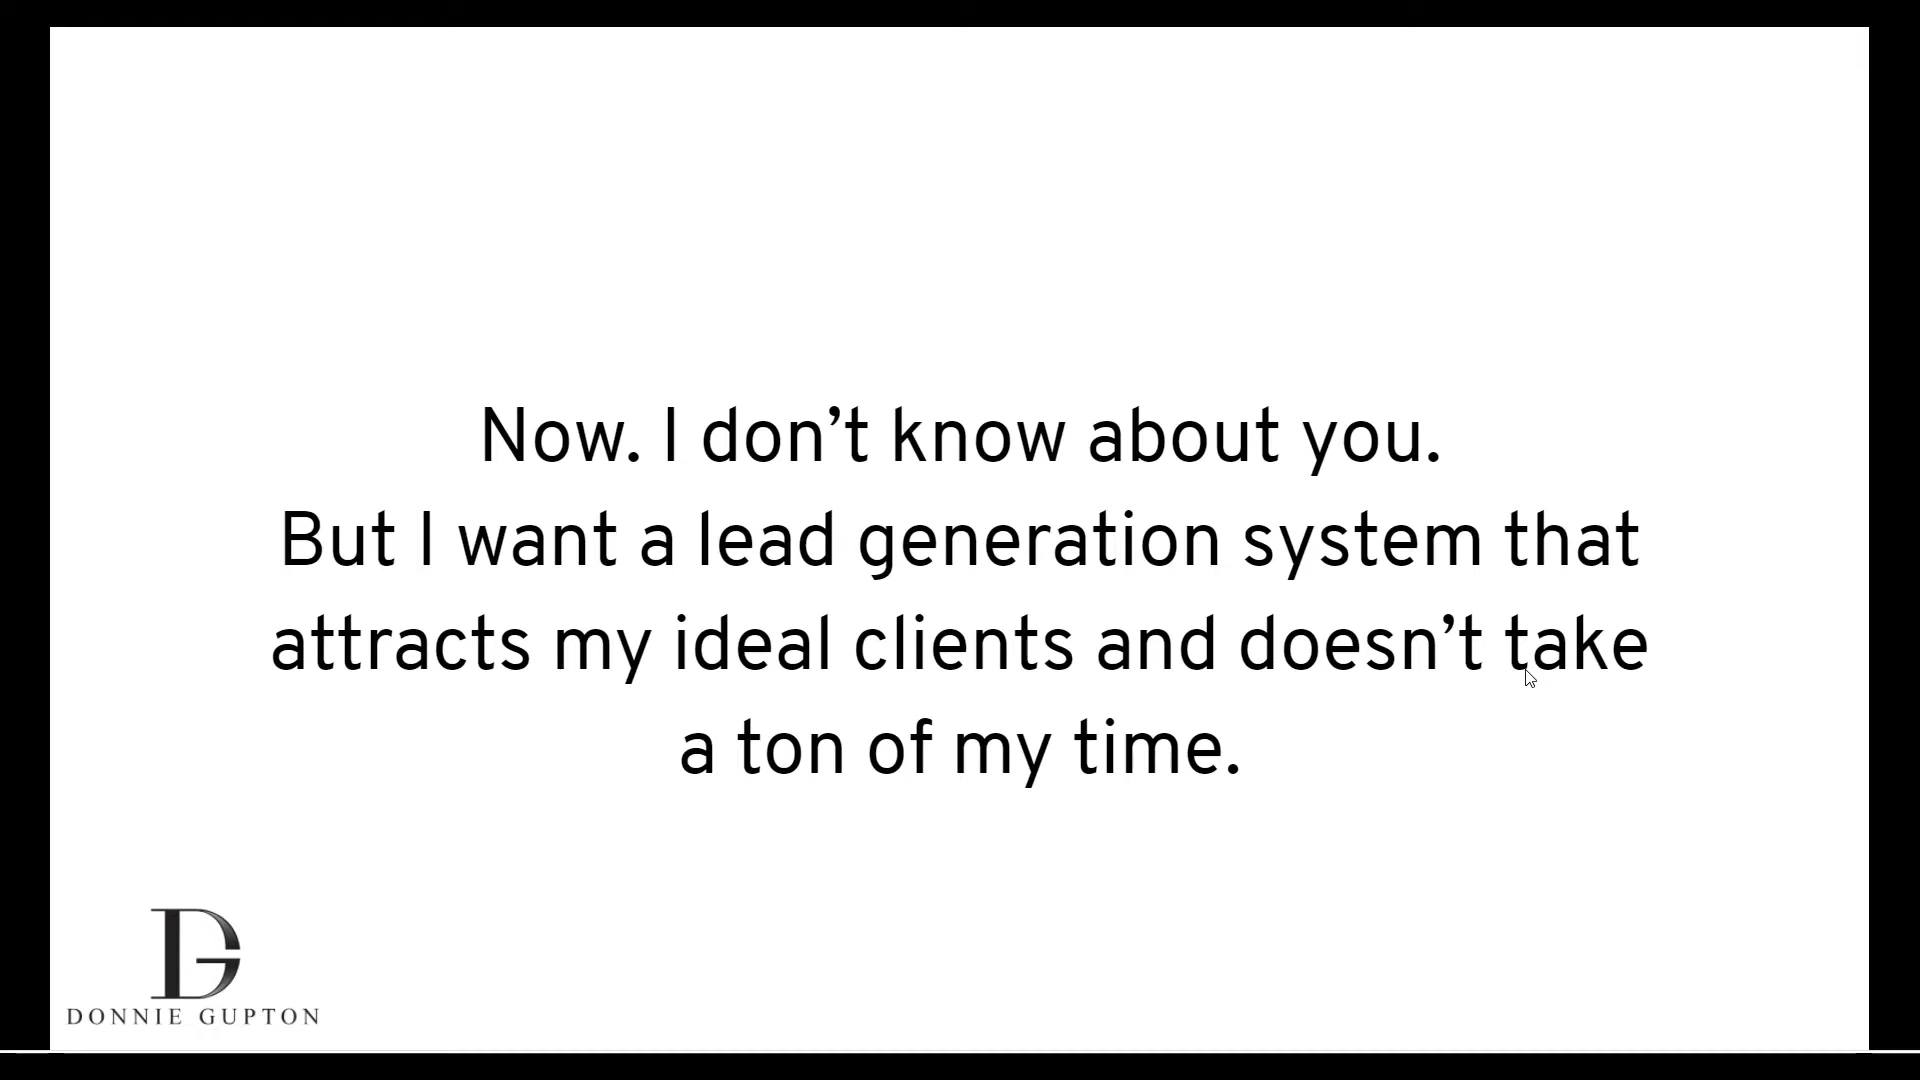 Now. I don’t know about you.
But I want a lead generation system that
attracts my ideal clients and doesn’t take
a ton of my time.
DG
DONNIE GUPTON